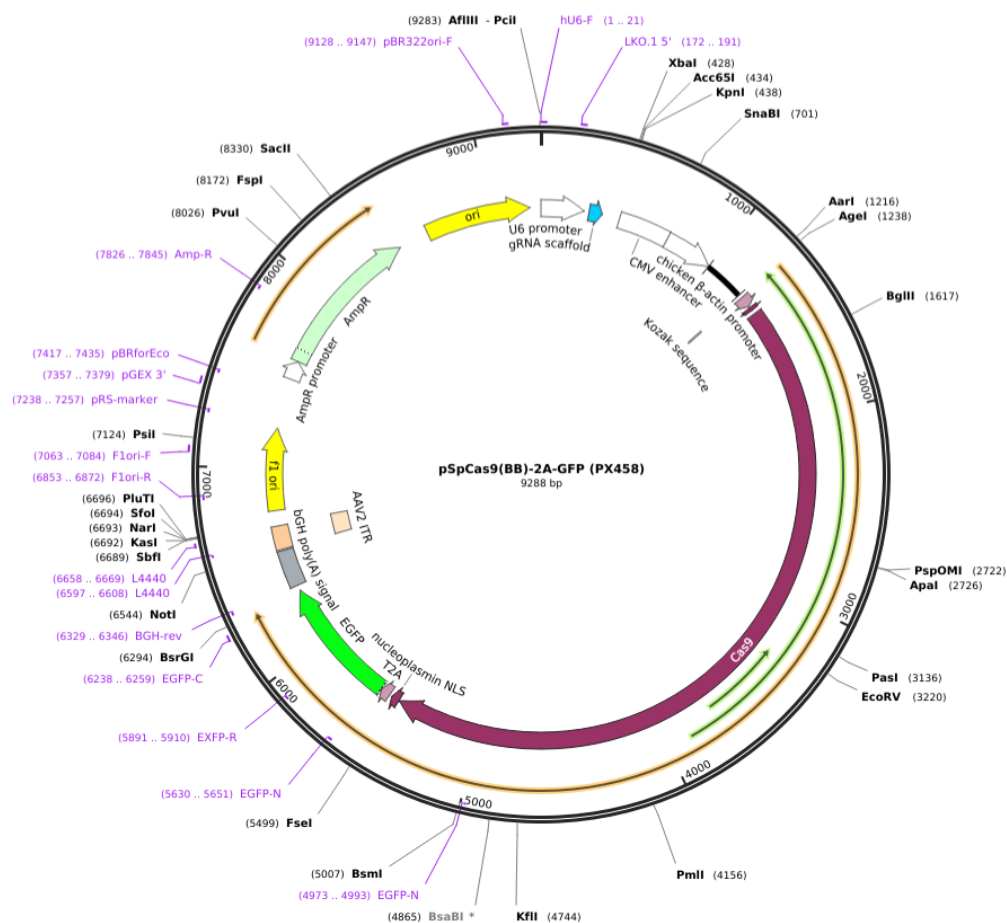 (9283) AflIII - PciI
hU6-F (1 .. 21)
(9128 .. 9147) pBR322ori-F
LKO.1 5' (172 .. 191)
XbaI (428)
Acc65I (434)
KpnI (438)
SnaBI (701)
(8330) SacII
(8172) FspI
(8026) PvuI
(7826 .. 7845) Amp-R
(7417 .. 7435) pBRforEco
(7357 .. 7379) pGEX 3'
(7238 .. 7257) pRS-marker
(7124) PsiI
(7063 .. 7084) F1ori-F
(6853 .. 6872) F1ori-R
(6696) PluTI
(6694) SfoI
(6693) NarI
(6692) KasI
(6689) SbfI
(6658 .. 6669) L4440
(6597 .. 6608) L4440
(6544) NotI
(6329 .. 6346) BGH-rev
(6294) BsrGI
(6238 .. 6259) EGFP-C
(5891 .. 5910) EXFP-R
(5630 .. 5651) EGFP-N
(5499) FseI
(5007) BsmI
(4973 .. 4993) EGFP-N
(4865) BsaBI *
KflI (4744)
PmlI (4156)
EcoRV (3220)
PasI (3136)
ApaI (2726)
PspOMI (2722)
BglII (1617)
AgeI (1238)
AarI (1216)
9000
1000
2000
3000
4000
5000
6000
7000
8000
ori
U6 promoter
gRNA scaffold
CMV enhancer
chicken β-actin promoter
Kozak sequence
AmpR
AmpR promoter
f1 ori
AAV2 ITR
bGH poly(A) signal
EGFP
T2A
nucleoplasmin NLS
Cas9
pSpCas9(BB)-2A-GFP (PX458)
9288 bp